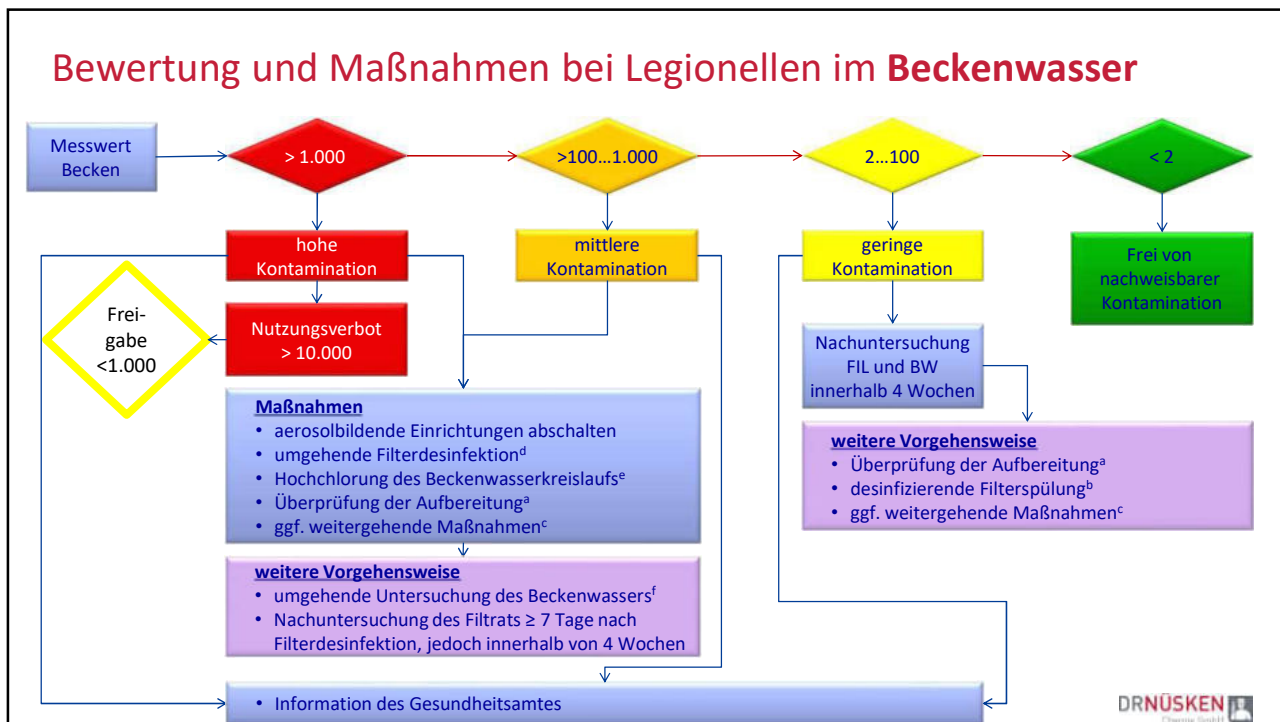 Bewertung und Maßnahmen bei Legionellen im Beckenwasser
Messwert
Becken
> 1.000
>100...1.000
2...100
< 2
hohe
Kontamination
mittlere
Kontamination
geringe
Kontamination
Frei von
nachweisbarer
Kontamination
Frei-
gabe
<1.000
Nutzungsverbot
> 10.000
Nachuntersuchung
FIL und BW
innerhalb 4 Wochen
Maßnahmen
• aerosolbildende Einrichtungen abschalten
• umgehende Filterdesinfektionᵈ
• Hochchlorung des Beckenwasserkreislaufsᵉ
• Überprüfung der Aufbereitungᵃ
• ggf. weitergehende Maßnahmenᶜ
weitere Vorgehensweise
• Überprüfung der Aufbereitungᵃ
• desinfizierende Filterspülungᵇ
• ggf. weitergehende Maßnahmenᶜ
weitere Vorgehensweise
• umgehende Untersuchung des Beckenwassersᶠ
• Nachuntersuchung des Filtrats ≥ 7 Tage nach
Filterdesinfektion, jedoch innerhalb von 4 Wochen
• Information des Gesundheitsamtes
DRNÜSKEN
Chemie GmbH